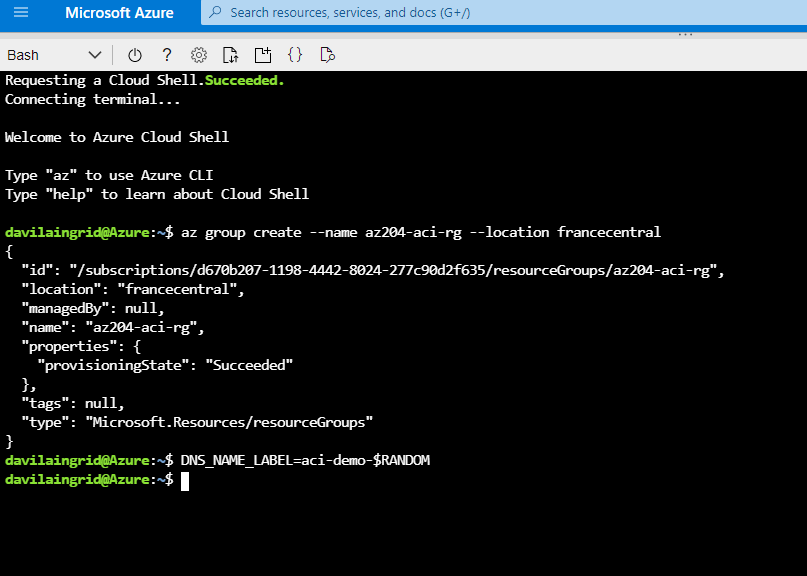 Microsoft Azure
Search resources, services, and docs (G+/)
Bash
Requesting a Cloud Shell.Succeeded.
Connecting terminal...
Welcome to Azure Cloud Shell
Type "az" to use Azure CLI
Type "help" to learn about Cloud Shell
davilaingrid@Azure:~$ az group create --name az204-aci-rg --location francecentral
{
  "id": "/subscriptions/d670b207-1198-4442-8024-277c90d2f635/resourceGroups/az204-aci-rg",
  "location": "francecentral",
  "managedBy": null,
  "name": "az204-aci-rg",
  "properties": {
    "provisioningState": "Succeeded"
  },
  "tags": null,
  "type": "Microsoft.Resources/resourceGroups"
}
davilaingrid@Azure:~$ DNS_NAME_LABEL=aci-demo-$RANDOM
davilaingrid@Azure:~$